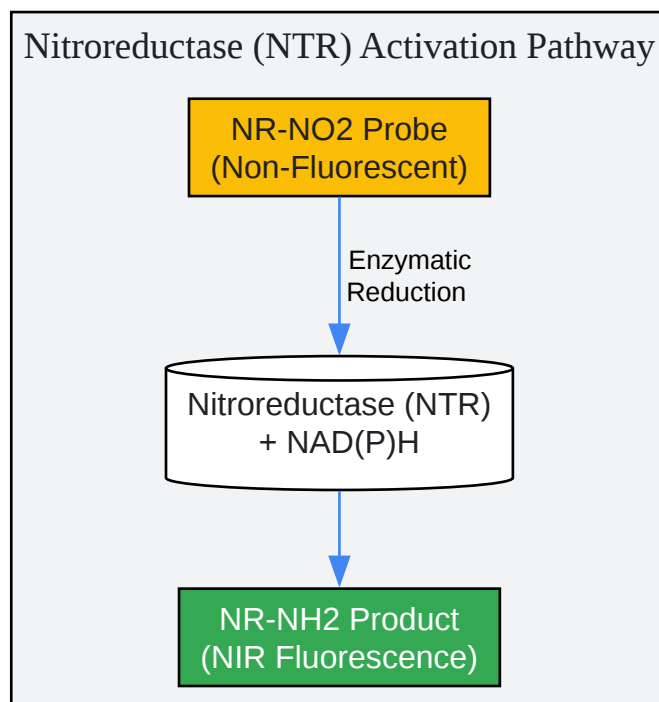 Nitroreductase (NTR) Activation Pathway
NR-NO2 Probe
(Non-Fluorescent)
Enzymatic
Reduction
Nitroreductase (NTR)
+ NAD(P)H
NR-NH2 Product
(NIR Fluorescence)